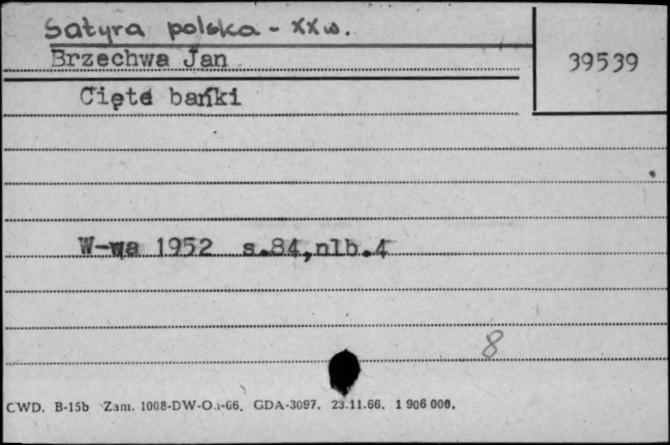 Satyra polska - XX w.
Brzechwa Jan
39539
Cięte bańki
W-wa 1952 s.84,nlb.4
8
CWD. B-15b Zam. 1008-DW-O.-66. GDA-3097. 23.11.66. 1 906 000.